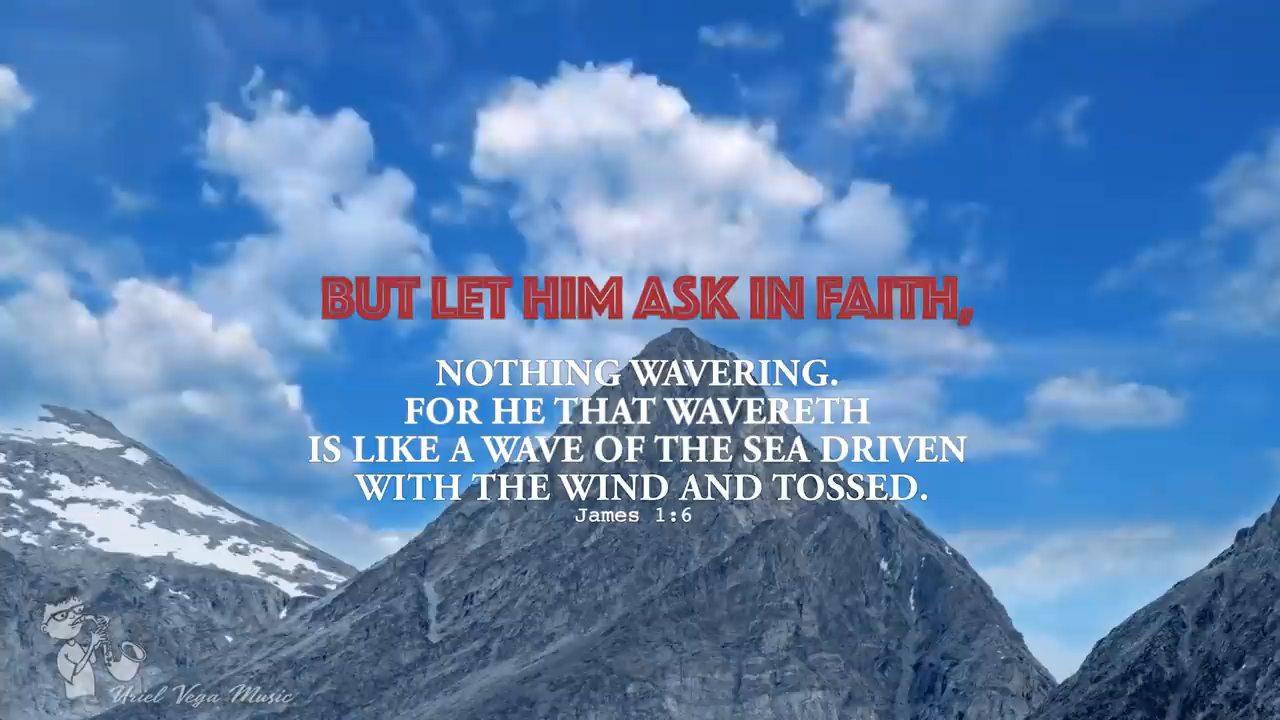 BUT LET HIM ASK IN FAITH,
NOTHING WAVERING.
FOR HE THAT WAVERETH
IS LIKE A WAVE OF THE SEA DRIVEN
WITH THE WIND AND TOSSED.
James 1:6
Uriel Vega Music